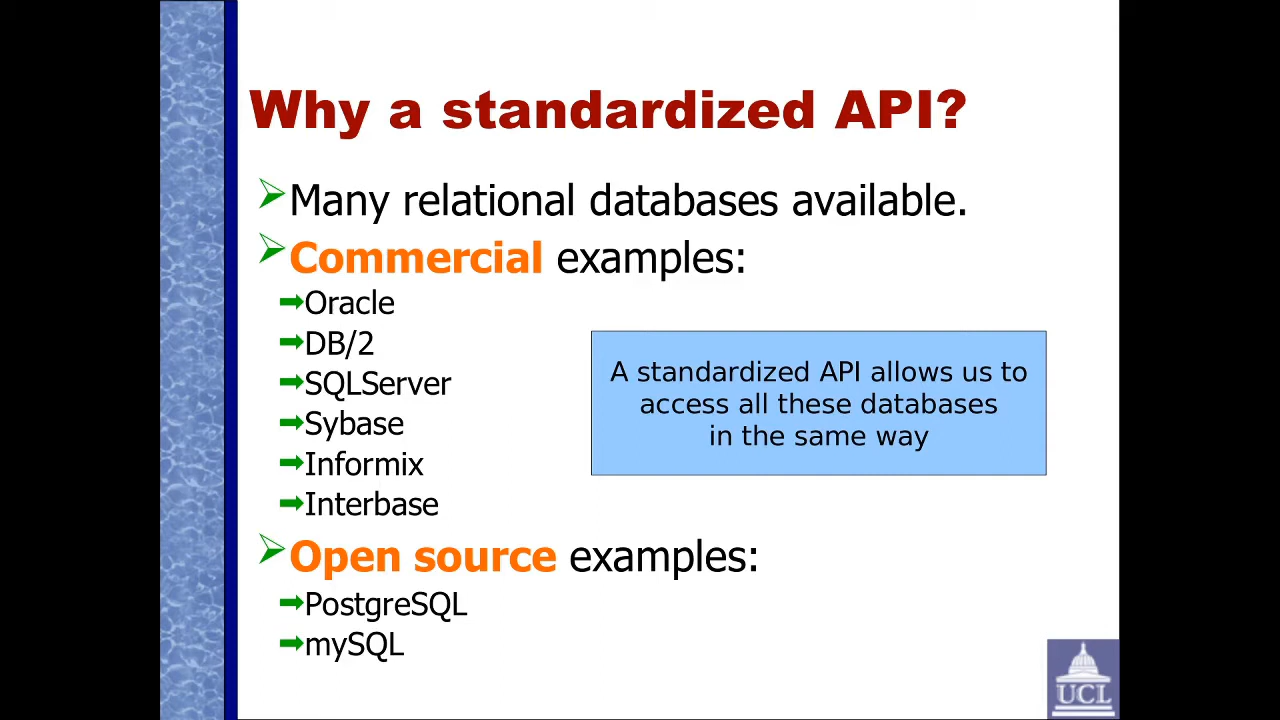 Why a standardized API?
Many relational databases available.
Commercial examples:
Oracle
DB/2
SQLServer
Sybase
Informix
Interbase
A standardized API allows us to
access all these databases
in the same way
Open source examples:
PostgreSQL
mySQL
UCL